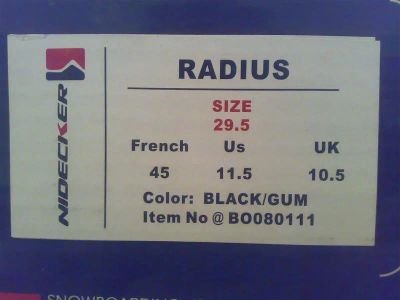 NIDECKER
RADIUS
SIZE
29.5
French Us UK
45 11.5 10.5
Color: BLACK/GUM
Item No @ BO080111
SNOWBOARDING